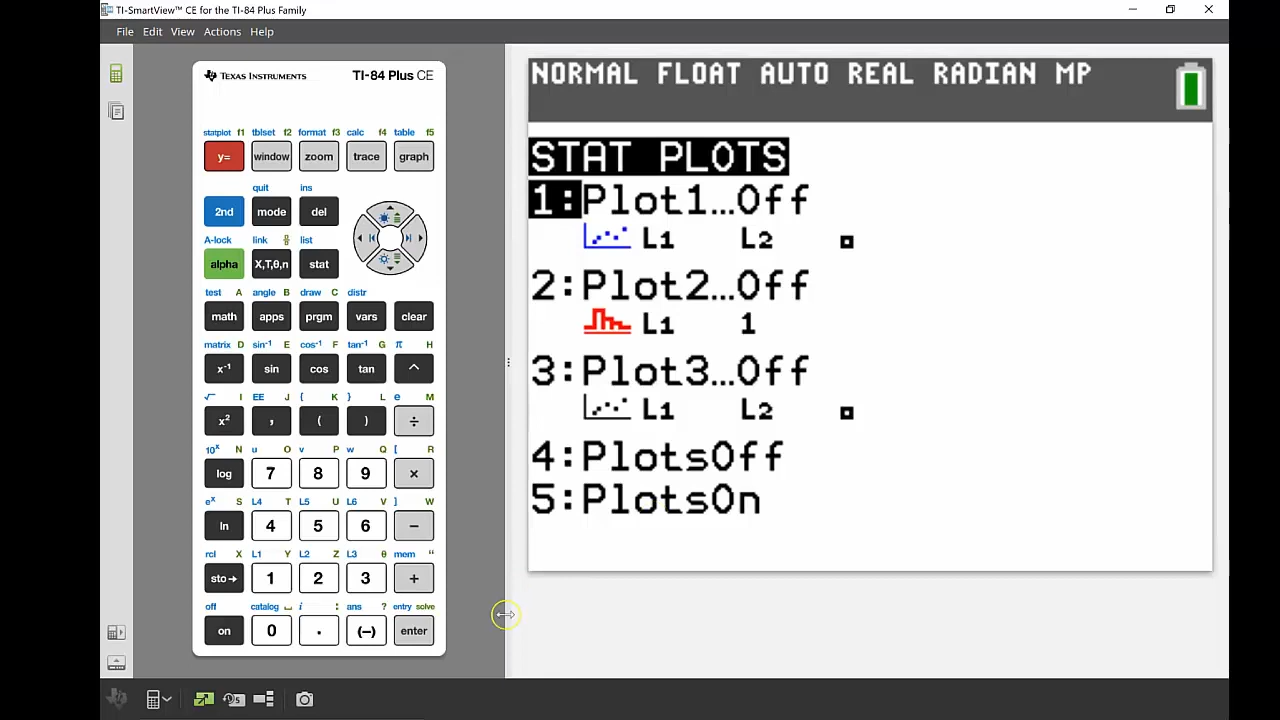 TI-SmartView™ CE for the TI-84 Plus Family
File Edit View Actions Help
TEXAS INSTRUMENTS TI-84 Plus CE
statplot f1 tblset f2 format f3 calc f4 table f5
y= window zoom trace graph
quit ins
2nd mode del
A-lock link list
alpha X,T,θ,n stat
test A angle B draw C distr
math apps prgm vars clear
matrix D sin⁻¹ E cos⁻¹ F tan⁻¹ G π H
x⁻¹ sin cos tan ^
√ I EE J { K } L e M
x² , ( ) ÷
10ˣ N u O v P w Q [ R
log 7 8 9 ×
eˣ S L4 T L5 U L6 V ] W
ln 4 5 6 −
rcl X L1 Y L2 Z L3 θ mem "
sto→ 1 2 3 +
off catalog ⎵ i : ans ? entry solve
on 0 . (−) enter
NORMAL FLOAT AUTO REAL RADIAN MP
STAT PLOTS
1:Plot1...Off
L1 L2
2:Plot2...Off
L1 1
3:Plot3...Off
L1 L2
4:PlotsOff
5:PlotsOn